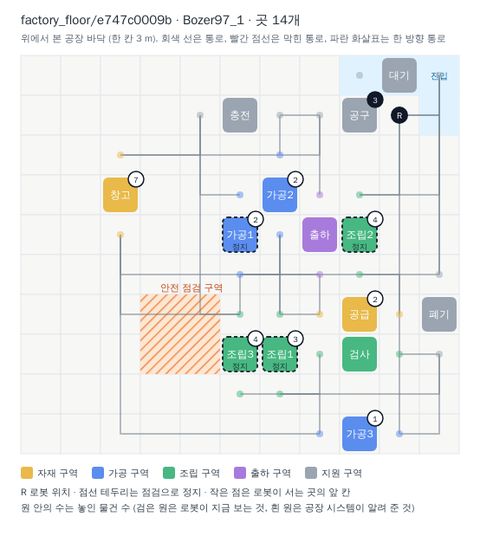 factory_floor/e747c0009b · Bozer97_1 · 곳 14개
위에서 본 공장 바닥 (한 칸 3 m). 회색 선은 통로, 빨간 점선은 막힌 통로, 파란 화살표는 한 방향 통로
대기 전립
3
충전 공구 R
7 2
창고 가공2
2 4
가공1 출하 조립2
정지 정지
안전 점검 구역
2
공급 폐기
4 3
조립3 조립1 검사
정지 정지
1
가공3
자재 구역 가공 구역 조립 구역 출하 구역 지원 구역
R 로봇 위치 · 점선 테두리는 점검으로 정지 · 작은 점은 로봇이 서는 곳의 앞 칸
원 안의 수는 놓인 물건 수 (검은 원은 로봇이 지금 보는 것, 흰 원은 공장 시스템이 알려 준 것)